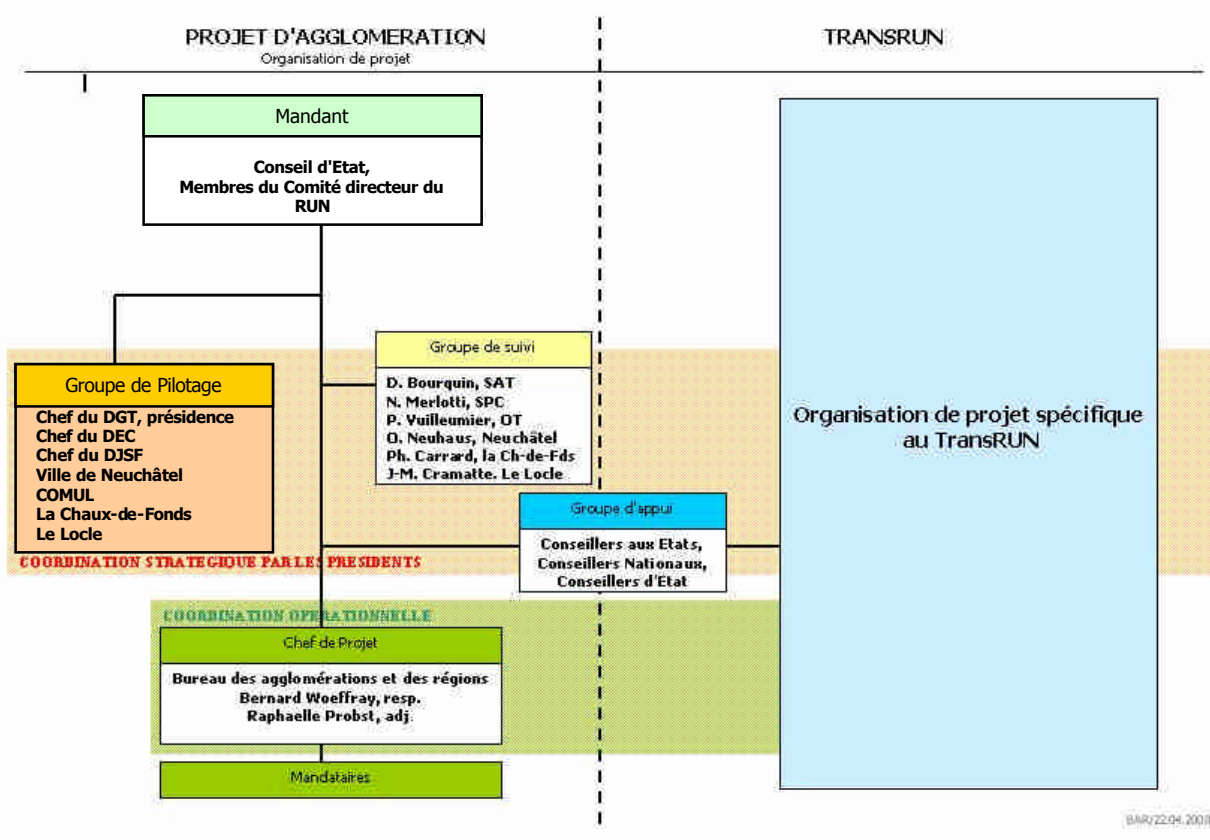 PROJET D'AGGLOMERATION
Organisation de projet
TRANSRUN
Mandant
Conseil d'Etat,
Membres du Comité directeur du
RUN
Groupe de suivi
D. Bourquin, SAT
N. Merlotti, SPC
P. Vuilleumier, OT
O. Neuhaus, Neuchâtel
Ph. Carrard, la Ch-de-Fds
J-M. Cramatte. Le Locle
Groupe de Pilotage
Chef du DGT, présidence
Chef du DEC
Chef du DJSF
Ville de Neuchâtel
COMUL
La Chaux-de-Fonds
Le Locle
Organisation de projet spécifique
au TransRUN
Groupe d'appui
Conseillers aux Etats,
Conseillers Nationaux,
Conseillers d'État
COORDINATION STRATEGIQUE PAR LES PRESIDENTS
COORDINATION OPERATIONNELLE
Chef de Projet
Bureau des agglomérations et des régions
Bernard Woeffray, resp.
Raphaelle Probst, adj.
Mandataires
BAR/22.04.